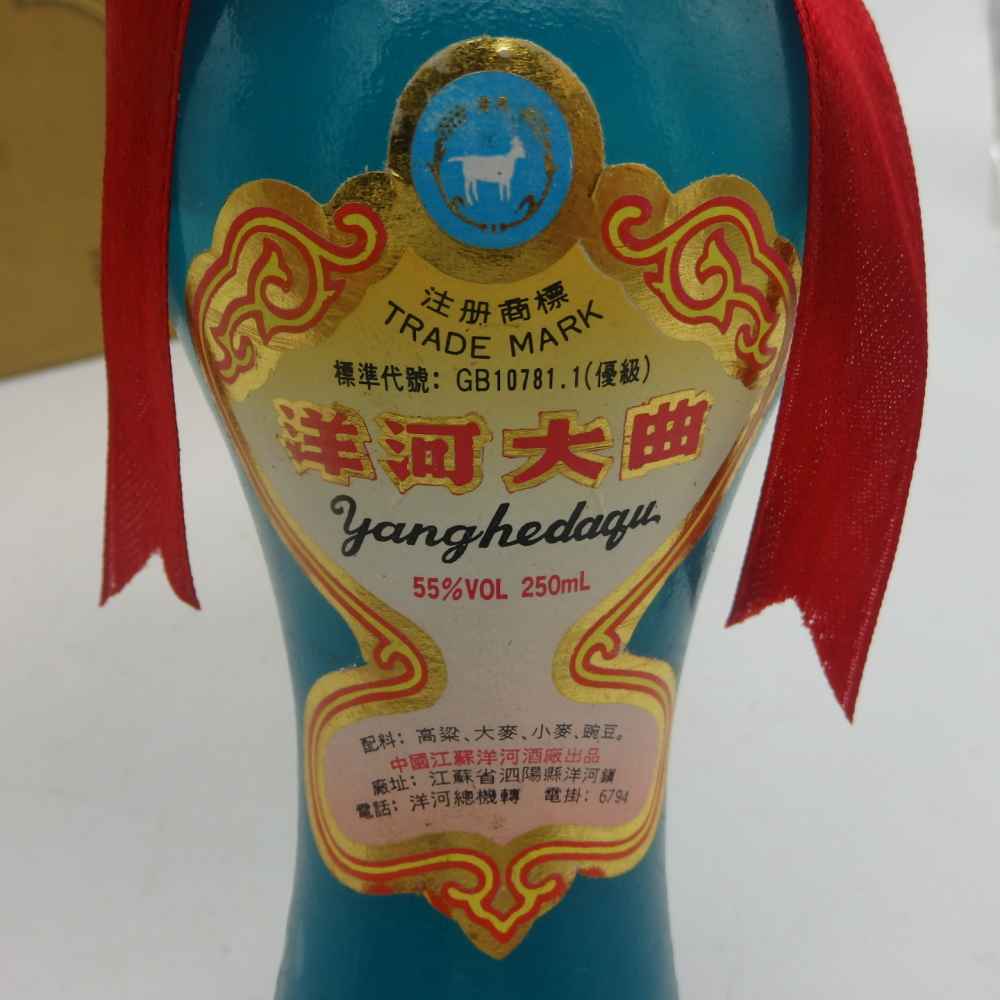 注册商標
TRADE MARK
標準代號: GB10781.1(優級)
洋河大曲
Yanghedaqu
55%VOL 250mL
配料: 高粱、大麥、小麥、豌豆。
中國江蘇洋河酒廠出品
廠址: 江蘇省泗陽縣洋河鎮
電話: 洋河總機轉 電掛: 6794